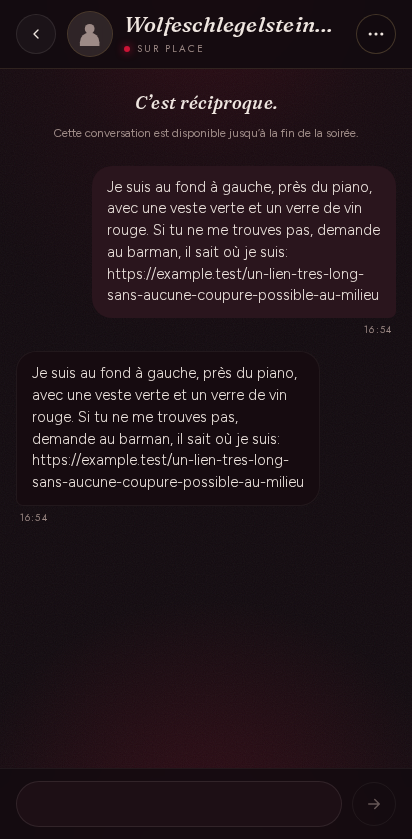 Wolfeschlegelstein...
SUR PLACE
C'est réciproque.
Cette conversation est disponible jusqu'à la fin de la soirée.
Je suis au fond à gauche, près du piano,
avec une veste verte et un verre de vin
rouge. Si tu ne me trouves pas, demande
au barman, il sait où je suis:
https://example.test/un-lien-tres-long-
sans-aucune-coupure-possible-au-milieu
16:54
Je suis au fond à gauche, près du piano,
avec une veste verte et un verre de vin
rouge. Si tu ne me trouves pas,
demande au barman, il sait où je suis:
https://example.test/un-lien-tres-long-
sans-aucune-coupure-possible-au-milieu
16:54